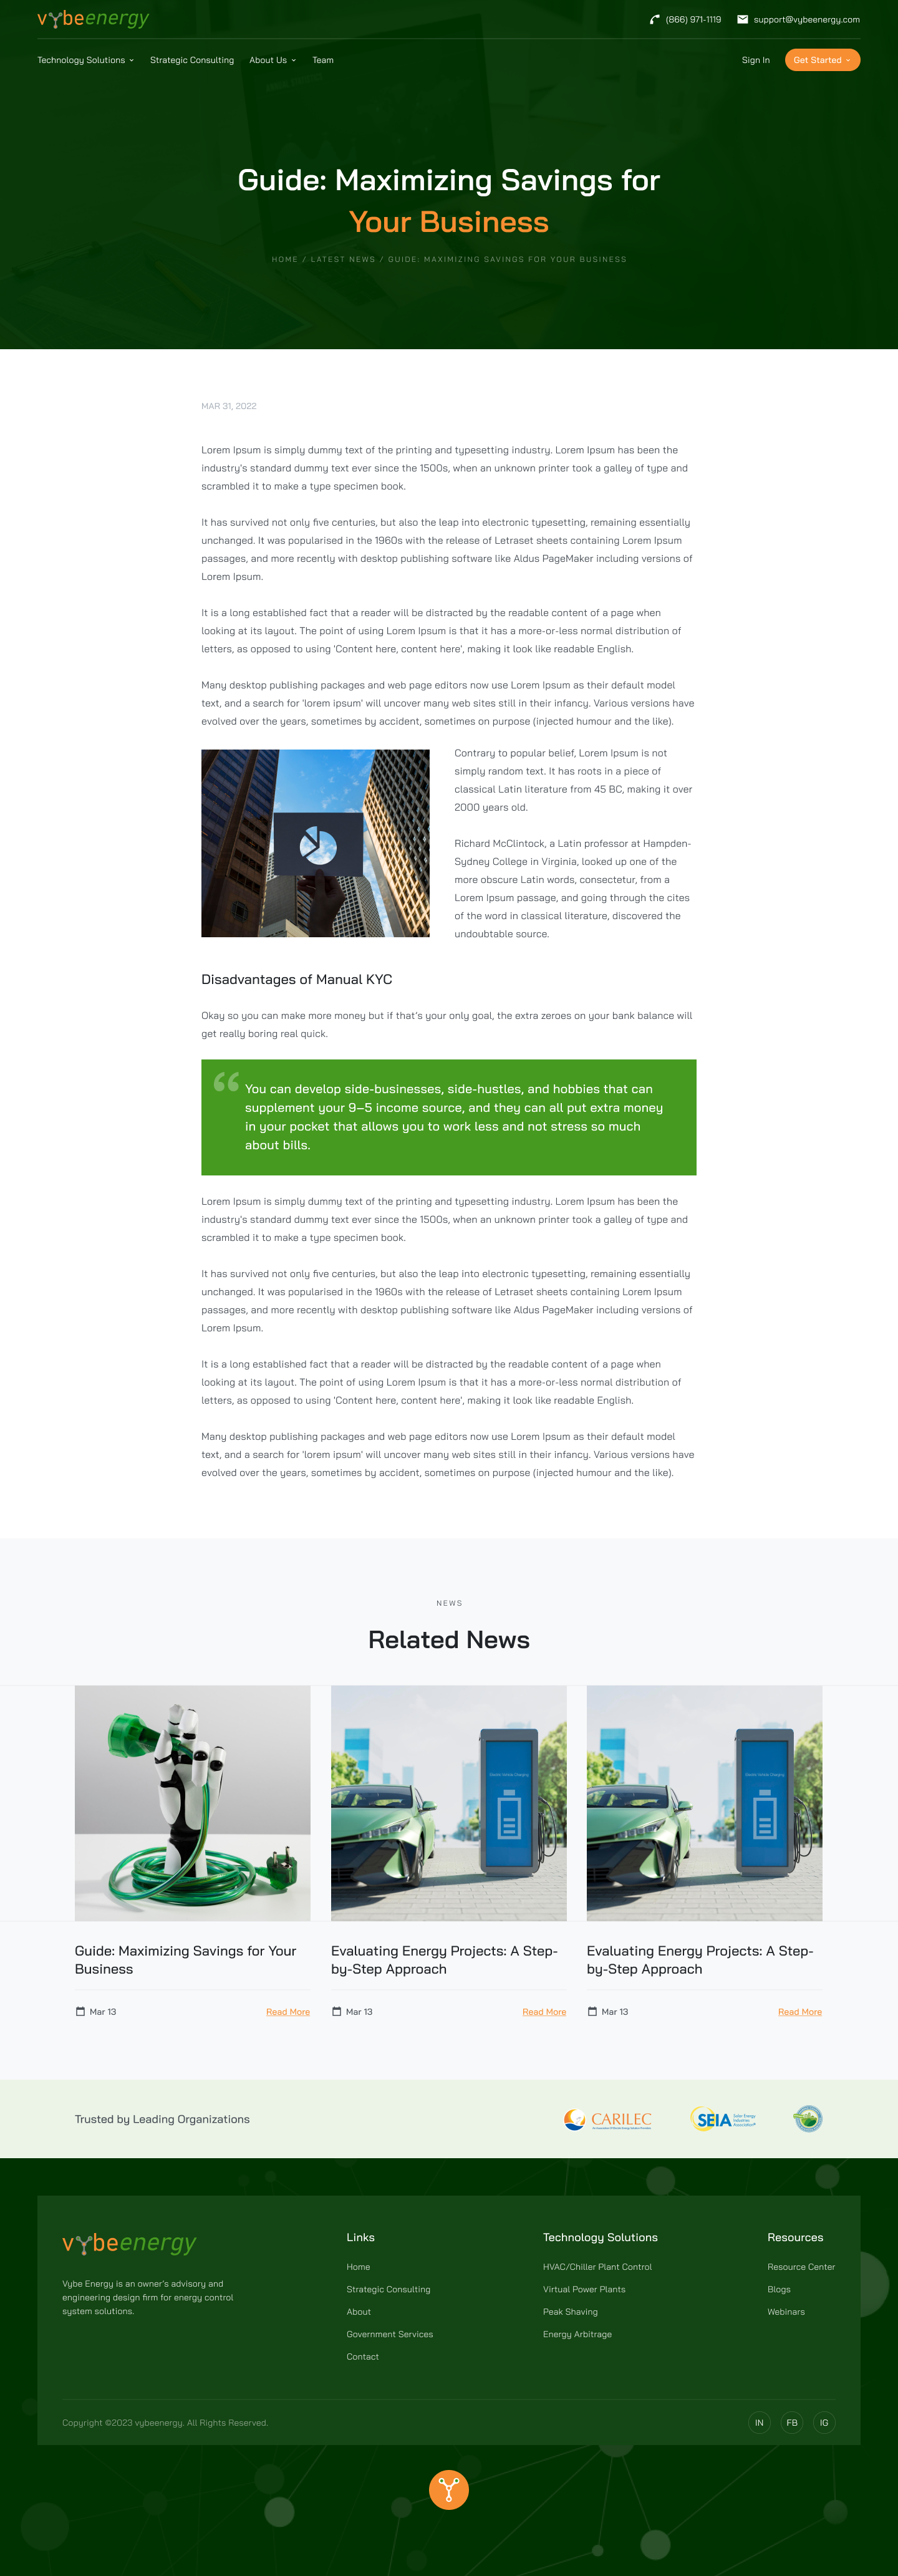 vybeenergy
(866) 971-1119
support@vybeenergy.com
Technology Solutions
Strategic Consulting
About Us
Team
Sign In
Get Started
Guide: Maximizing Savings for
Your Business
HOME / LATEST NEWS / GUIDE: MAXIMIZING SAVINGS FOR YOUR BUSINESS
MAR 31, 2022
Lorem Ipsum is simply dummy text of the printing and typesetting industry. Lorem Ipsum has been the
industry's standard dummy text ever since the 1500s, when an unknown printer took a galley of type and
scrambled it to make a type specimen book.
It has survived not only five centuries, but also the leap into electronic typesetting, remaining essentially
unchanged. It was popularised in the 1960s with the release of Letraset sheets containing Lorem Ipsum
passages, and more recently with desktop publishing software like Aldus PageMaker including versions of
Lorem Ipsum.
It is a long established fact that a reader will be distracted by the readable content of a page when
looking at its layout. The point of using Lorem Ipsum is that it has a more-or-less normal distribution of
letters, as opposed to using 'Content here, content here', making it look like readable English.
Many desktop publishing packages and web page editors now use Lorem Ipsum as their default model
text, and a search for 'lorem ipsum' will uncover many web sites still in their infancy. Various versions have
evolved over the years, sometimes by accident, sometimes on purpose (injected humour and the like).
Contrary to popular belief, Lorem Ipsum is not
simply random text. It has roots in a piece of
classical Latin literature from 45 BC, making it over
2000 years old.
Richard McClintock, a Latin professor at Hampden-
Sydney College in Virginia, looked up one of the
more obscure Latin words, consectetur, from a
Lorem Ipsum passage, and going through the cites
of the word in classical literature, discovered the
undoubtable source.
Disadvantages of Manual KYC
Okay so you can make more money but if that's your only goal, the extra zeroes on your bank balance will
get really boring real quick.
“
You can develop side-businesses, side-hustles, and hobbies that can
supplement your 9–5 income source, and they can all put extra money
in your pocket that allows you to work less and not stress so much
about bills.
Lorem Ipsum is simply dummy text of the printing and typesetting industry. Lorem Ipsum has been the
industry's standard dummy text ever since the 1500s, when an unknown printer took a galley of type and
scrambled it to make a type specimen book.
It has survived not only five centuries, but also the leap into electronic typesetting, remaining essentially
unchanged. It was popularised in the 1960s with the release of Letraset sheets containing Lorem Ipsum
passages, and more recently with desktop publishing software like Aldus PageMaker including versions of
Lorem Ipsum.
It is a long established fact that a reader will be distracted by the readable content of a page when
looking at its layout. The point of using Lorem Ipsum is that it has a more-or-less normal distribution of
letters, as opposed to using 'Content here, content here', making it look like readable English.
Many desktop publishing packages and web page editors now use Lorem Ipsum as their default model
text, and a search for 'lorem ipsum' will uncover many web sites still in their infancy. Various versions have
evolved over the years, sometimes by accident, sometimes on purpose (injected humour and the like).
NEWS
Related News
Guide: Maximizing Savings for Your
Business
Mar 13
Read More
Evaluating Energy Projects: A Step-
by-Step Approach
Mar 13
Read More
Evaluating Energy Projects: A Step-
by-Step Approach
Mar 13
Read More
Trusted by Leading Organizations
CARILEC
SEIA
Solar Energy
Industries
Association
vybeenergy
Vybe Energy is an owner's advisory and
engineering design firm for energy control
system solutions.
Links
Home
Strategic Consulting
About
Government Services
Contact
Technology Solutions
HVAC/Chiller Plant Control
Virtual Power Plants
Peak Shaving
Energy Arbitrage
Resources
Resource Center
Blogs
Webinars
Copyright ©2023 vybeenergy. All Rights Reserved.
IN
FB
IG